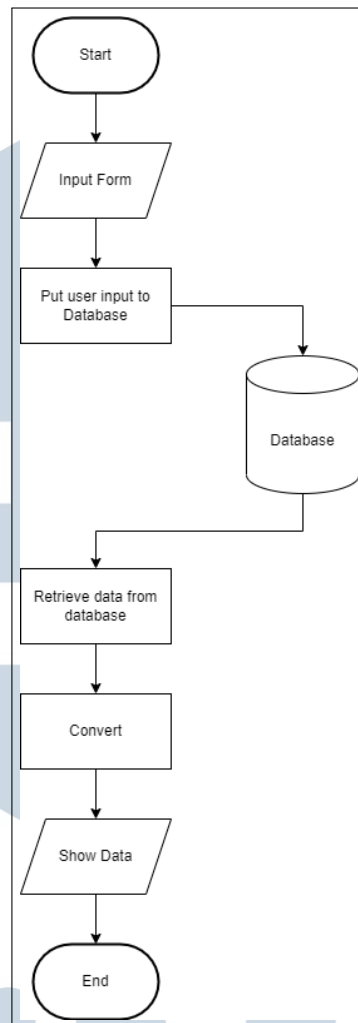 Start
Input Form
Put user input to
Database
Database
Retrieve data from
database
Convert
Show Data
End